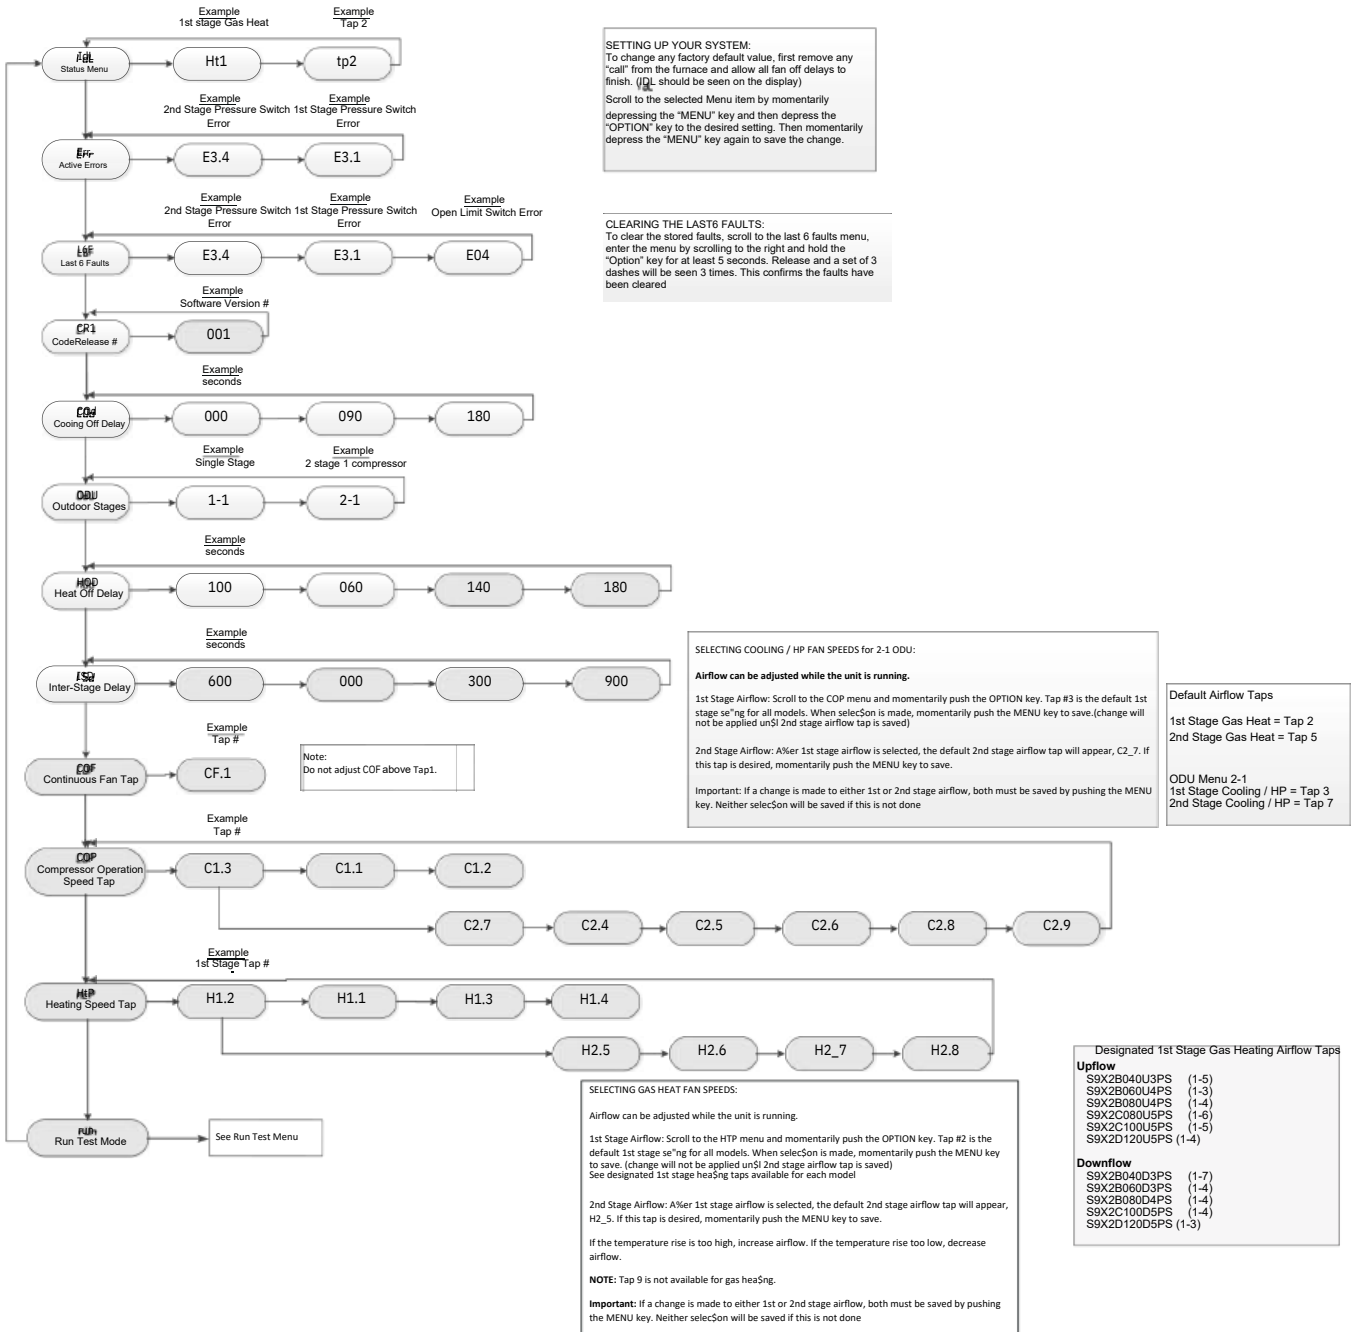 Example
1st stage Gas Heat
Example
Tap 2
Status Menu
Ht1
tp2
Example
2nd Stage Pressure Switch
Error
Example
1st Stage Pressure Switch
Error
Err
Active Errors
E3.4
E3.1
Example
2nd Stage Pressure Switch
Error
Example
1st Stage Pressure Switch
Error
Example
Open Limit Switch Error
L6F
Last 6 Faults
E3.4
E3.1
E04
Example
Software Version #
CR1
CodeRelease #
001
Example
seconds
Cooing Off Delay
000
090
180
Example
Single Stage
Example
2 stage 1 compressor
ODU
Outdoor Stages
1-1
2-1
Example
seconds
HOD
Heat Off Delay
100
060
140
180
Example
seconds
Inter-Stage Delay
600
000
300
900
Example
Tap #
COF
Continuous Fan Tap
CF.1
Note:
Do not adjust COF above Tap1.
Example
Tap #
COP
Compressor Operation
Speed Tap
C1.3
C1.1
C1.2
C2.7
C2.4
C2.5
C2.6
C2.8
C2.9
Example
1st Stage Tap #
HtP
Heating Speed Tap
H1.2
H1.1
H1.3
H1.4
H2.5
H2.6
H2_7
H2.8
Run Test Mode
See Run Test Menu
SETTING UP YOUR SYSTEM:
To change any factory default value, first remove any
“call” from the furnace and allow all fan off delays to
finish. (IDL should be seen on the display)
Scroll to the selected Menu item by momentarily
depressing the “MENU” key and then depress the
“OPTION” key to the desired setting. Then momentarily
depress the “MENU” key again to save the change.
CLEARING THE LAST6 FAULTS:
To clear the stored faults, scroll to the last 6 faults menu,
enter the menu by scrolling to the right and hold the
“Option” key for at least 5 seconds. Release and a set of 3
dashes will be seen 3 times. This confirms the faults have
been cleared
SELECTING COOLING / HP FAN SPEEDS for 2-1 ODU:
Airflow can be adjusted while the unit is running.
1st Stage Airflow: Scroll to the COP menu and momentarily push the OPTION key. Tap #3 is the default 1st
stage se"ng for all models. When selec$on is made, momentarily push the MENU key to save.(change will
not be applied un$l 2nd stage airflow tap is saved)
2nd Stage Airflow: A%er 1st stage airflow is selected, the default 2nd stage airflow tap will appear, C2_7. If
this tap is desired, momentarily push the MENU key to save.
Important: If a change is made to either 1st or 2nd stage airflow, both must be saved by pushing the MENU
key. Neither selec$on will be saved if this is not done
Default Airflow Taps
1st Stage Gas Heat = Tap 2
2nd Stage Gas Heat = Tap 5
ODU Menu 2-1
1st Stage Cooling / HP = Tap 3
2nd Stage Cooling / HP = Tap 7
SELECTING GAS HEAT FAN SPEEDS:
Airflow can be adjusted while the unit is running.
1st Stage Airflow: Scroll to the HTP menu and momentarily push the OPTION key. Tap #2 is the
default 1st stage se"ng for all models. When selec$on is made, momentarily push the MENU key
to save. (change will not be applied un$l 2nd stage airflow tap is saved)
See designated 1st stage hea$ng taps available for each model
2nd Stage Airflow: A%er 1st stage airflow is selected, the default 2nd stage airflow tap will appear,
H2_5. If this tap is desired, momentarily push the MENU key to save.
If the temperature rise is too high, increase airflow. If the temperature rise too low, decrease
airflow.
NOTE: Tap 9 is not available for gas hea$ng.
Important: If a change is made to either 1st or 2nd stage airflow, both must be saved by pushing
the MENU key. Neither selec$on will be saved if this is not done
Designated 1st Stage Gas Heating Airflow Taps
Upflow
S9X2B040U3PS (1-5)
S9X2B060U4PS (1-3)
S9X2B080U4PS (1-4)
S9X2C080U5PS (1-6)
S9X2C100U5PS (1-5)
S9X2D120U5PS (1-4)
Downflow
S9X2B040D3PS (1-7)
S9X2B060D3PS (1-4)
S9X2B080D4PS (1-4)
S9X2C100D5PS (1-4)
S9X2D120D5PS (1-3)